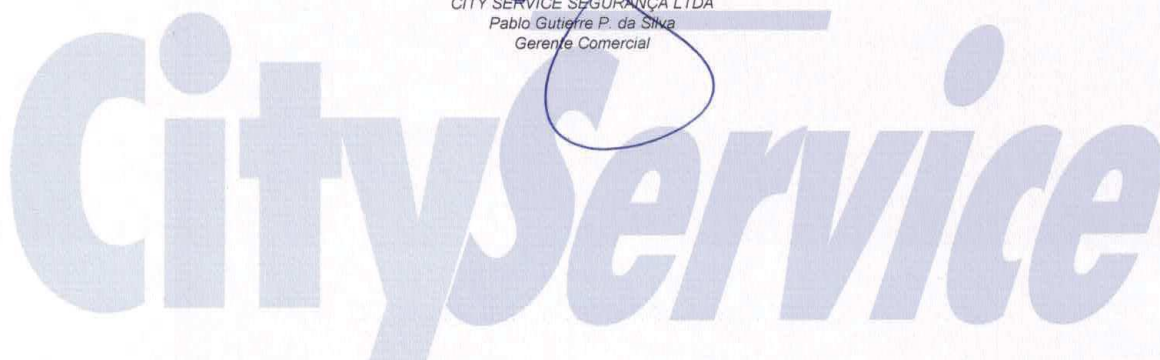 CITY SERVICE SEGURANÇA LTDA
Pablo Gutierre P. da Silva
Gerente Comercial
CityService